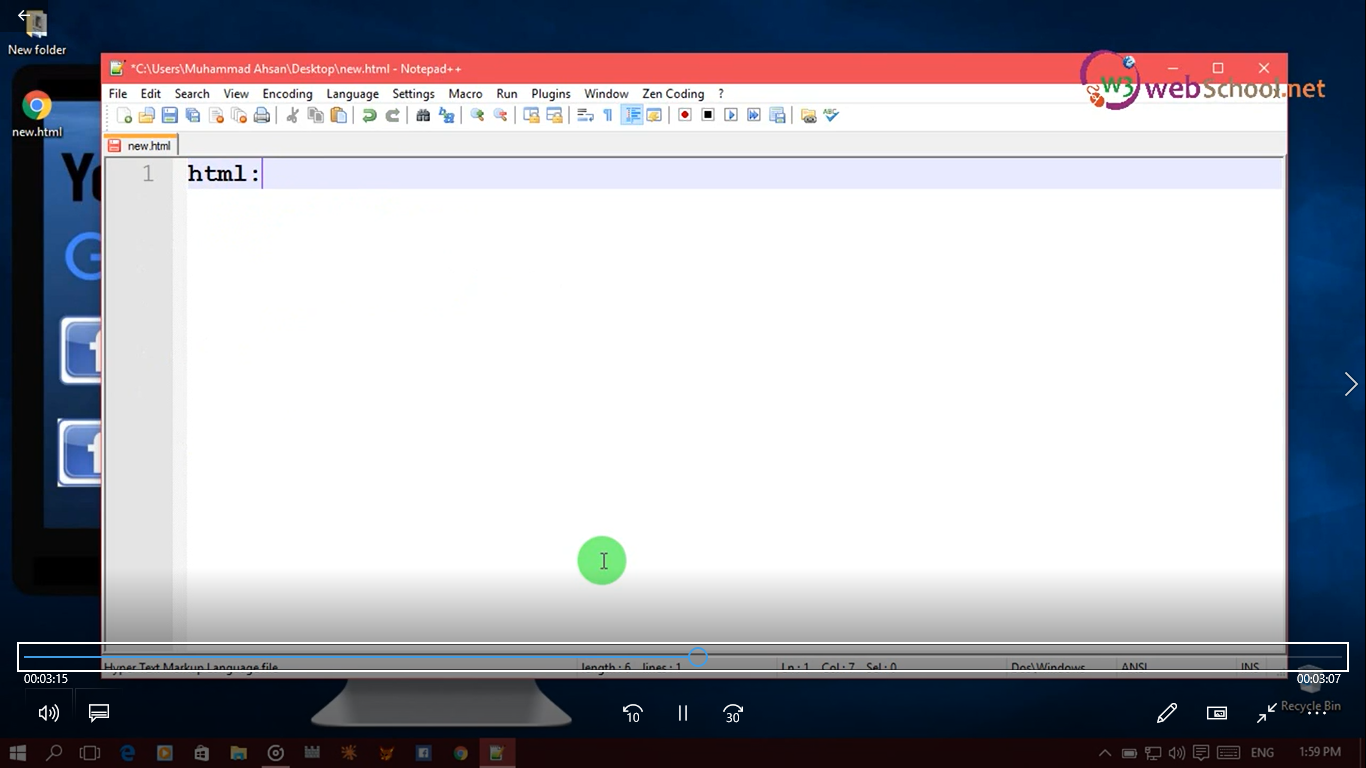 New folder
*C:\Users\Muhammad Ahsan\Desktop\new.html - Notepad++
W3 webSchool.net
File Edit Search View Encoding Language Settings Macro Run Plugins Window Zen Coding ?
new.html
new.html
1 html:
Hyper Text Markup Language file length : 6 lines : 1 Ln : 1 Col : 7 Sel : 0 Dos\Windows ANSI INS
00:03:15 00:03:07
10 30
Recycle Bin
ENG 1:59 PM